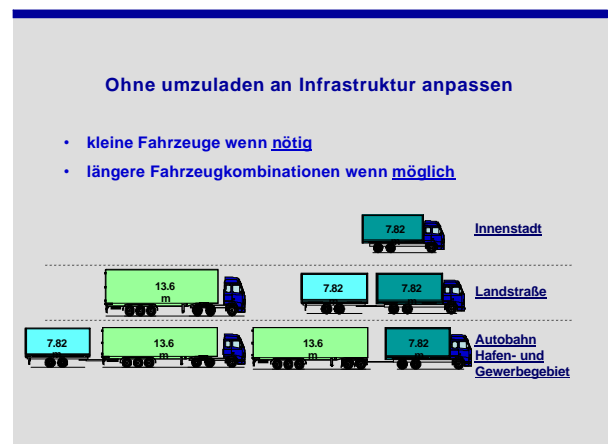 Ohne umzuladen an Infrastruktur anpassen
• kleine Fahrzeuge wenn nötig
• längere Fahrzeugkombinationen wenn möglich
7.82
Innenstadt
13.6
m
7.82
7.82
m
Landstraße
7.82
m
13.6
m
13.6
m
7.82
m
Autobahn
Hafen- und
Gewerbegebiet